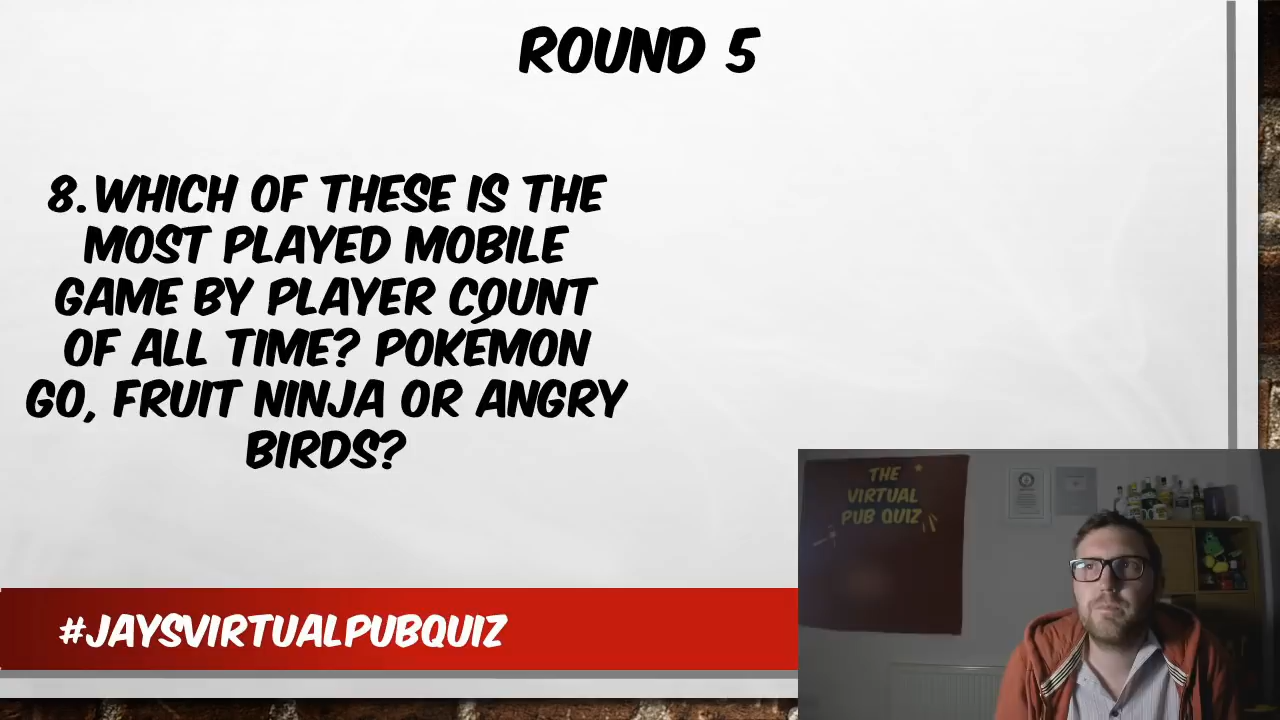 ROUND 5
8. WHICH OF THESE IS THE
MOST PLAYED MOBILE
GAME BY PLAYER COUNT
OF ALL TIME? POKÉMON
GO, FRUIT NINJA OR ANGRY
BIRDS?
#JAYSVIRTUALPUBQUIZ
THE
VIRTUAL
PUB QUIZ